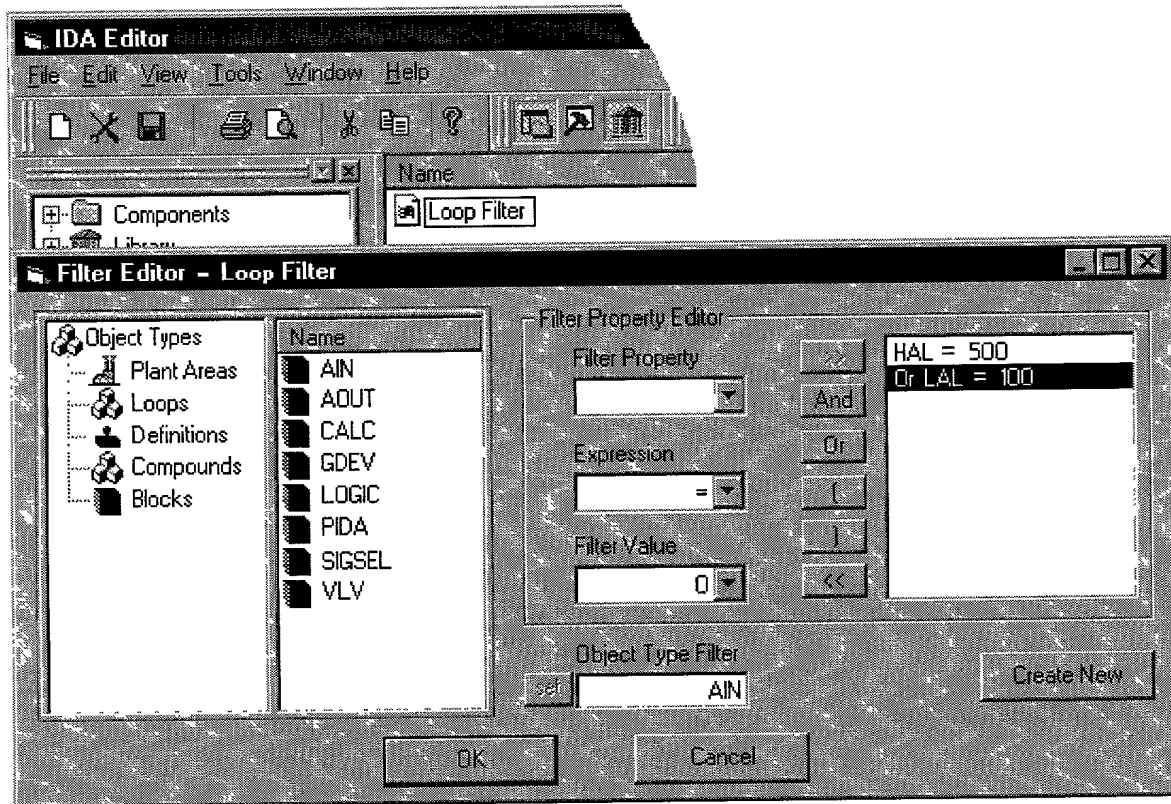 IDA Editor
File Edit View Tools Window Help
Name
Components
Loop Filter
Library
Filter Editor - Loop Filter
Object Types
Plant Areas
Loops
Definitions
Compounds
Blocks
Name
AIN
AOUT
CALC
GDEV
LOGIC
PIDA
SIGSEL
VLV
Filter Property Editor
Filter Property
Expression
=
Filter Value
0
>>
And
Or
(
)
<<
HAL = 500
Or LAL = 100
Object Type Filter
set
AIN
Create New
OK
Cancel